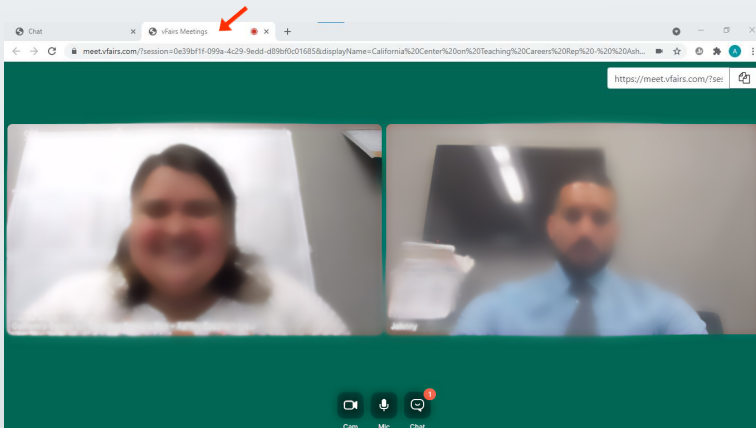 Chat
vFairs Meetings
meet.vfairs.com/?session=0e39bf1f-099a-4c29-9edd-d89bf0c01685&displayName=California%20Center%20on%20Teaching%20Careers%20Rep%20-%20%20Ash...
A
https://meet.vfairs.com/?ses
Johnny
1
Cam Mic Chat